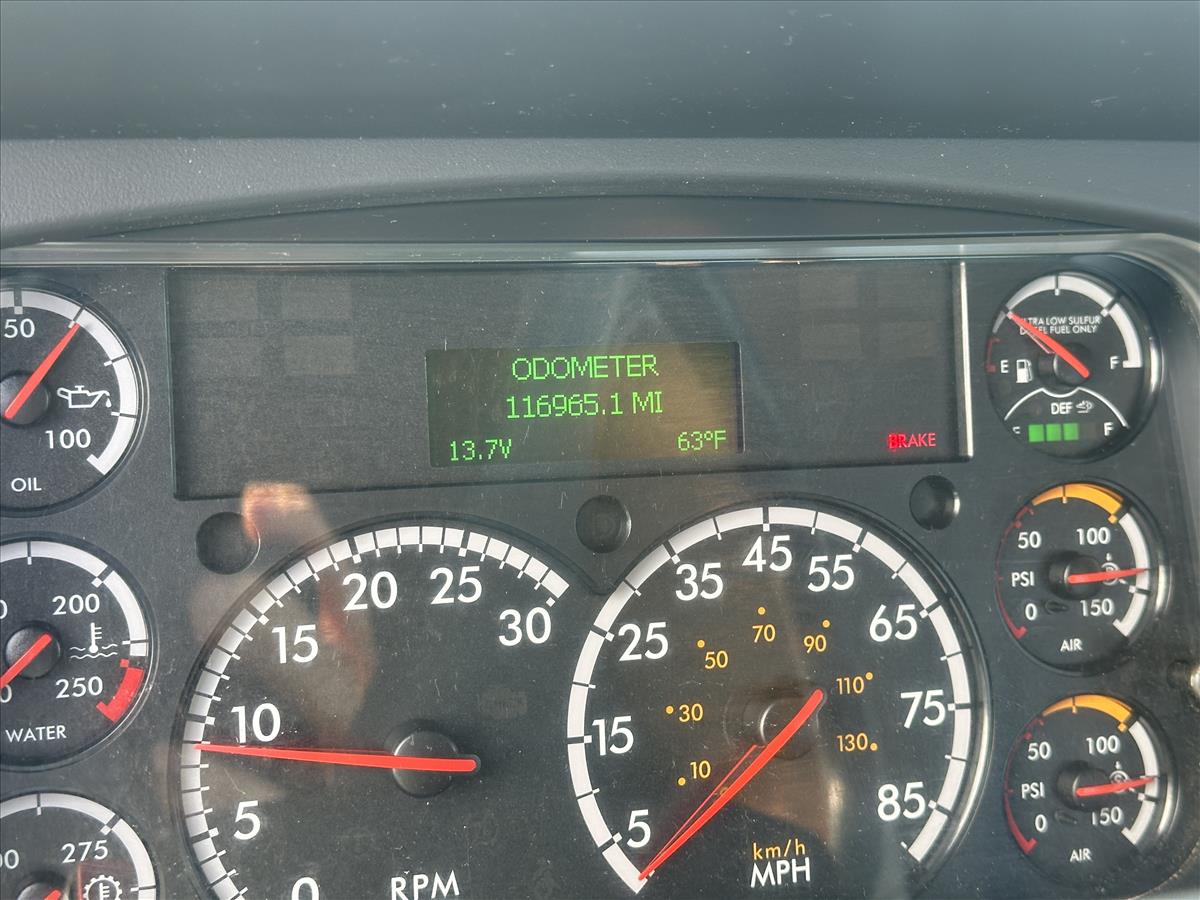 ODOMETER
116965.1 MI
13.7V 63°F
BRAKE
50
100
OIL
200
250
WATER
275
0
5
10
15
20
25
30
RPM
5
15
25
35
45
55
65
75
85
10
30
50
70
90
110
130
km/h
MPH
ULTRA LOW SULFUR
DIESEL FUEL ONLY
E F
DEF
F
50 100
PSI
0 150
AIR
50 100
PSI
0 150
AIR